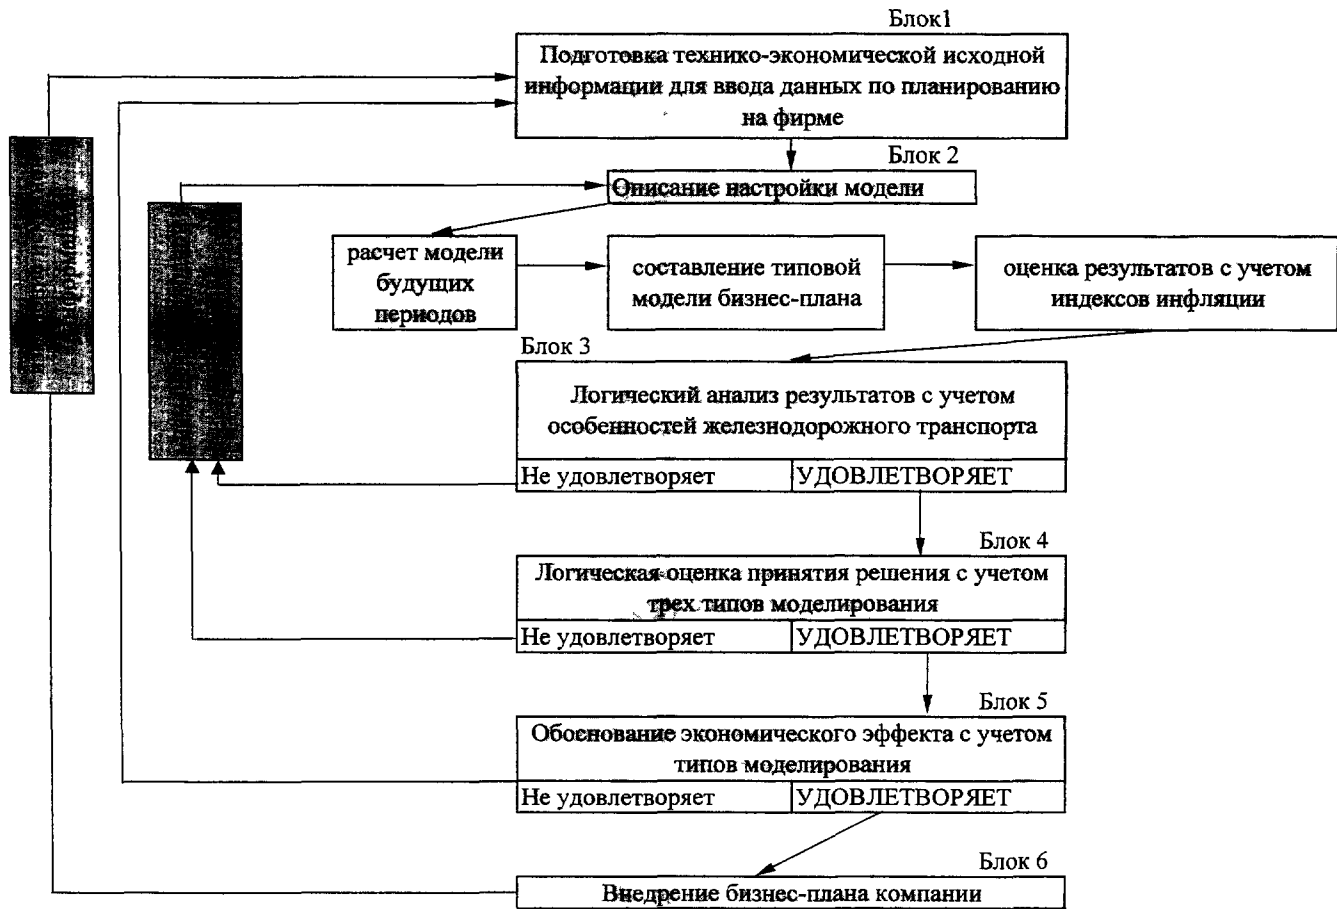 Блок1
Подготовка технико-экономической исходной
информации для ввода данных по планированию
на фирме
Блок 2
Описание настройки модели
расчет модели
будущих
периодов
составление типовой
модели бизнес-плана
оценка результатов с учетом
индексов инфляции
Блок 3
Логический анализ результатов с учетом
особенностей железнодорожного транспорта
Не удовлетворяет
УДОВЛЕТВОРЯЕТ
Блок 4
Логическая оценка принятия решения с учетом
трех типов моделирования
Не удовлетворяет
УДОВЛЕТВОРЯЕТ
Блок 5
Обоснование экономического эффекта с учетом
типов моделирования
Не удовлетворяет
УДОВЛЕТВОРЯЕТ
Блок 6
Внедрение бизнес-плана компании